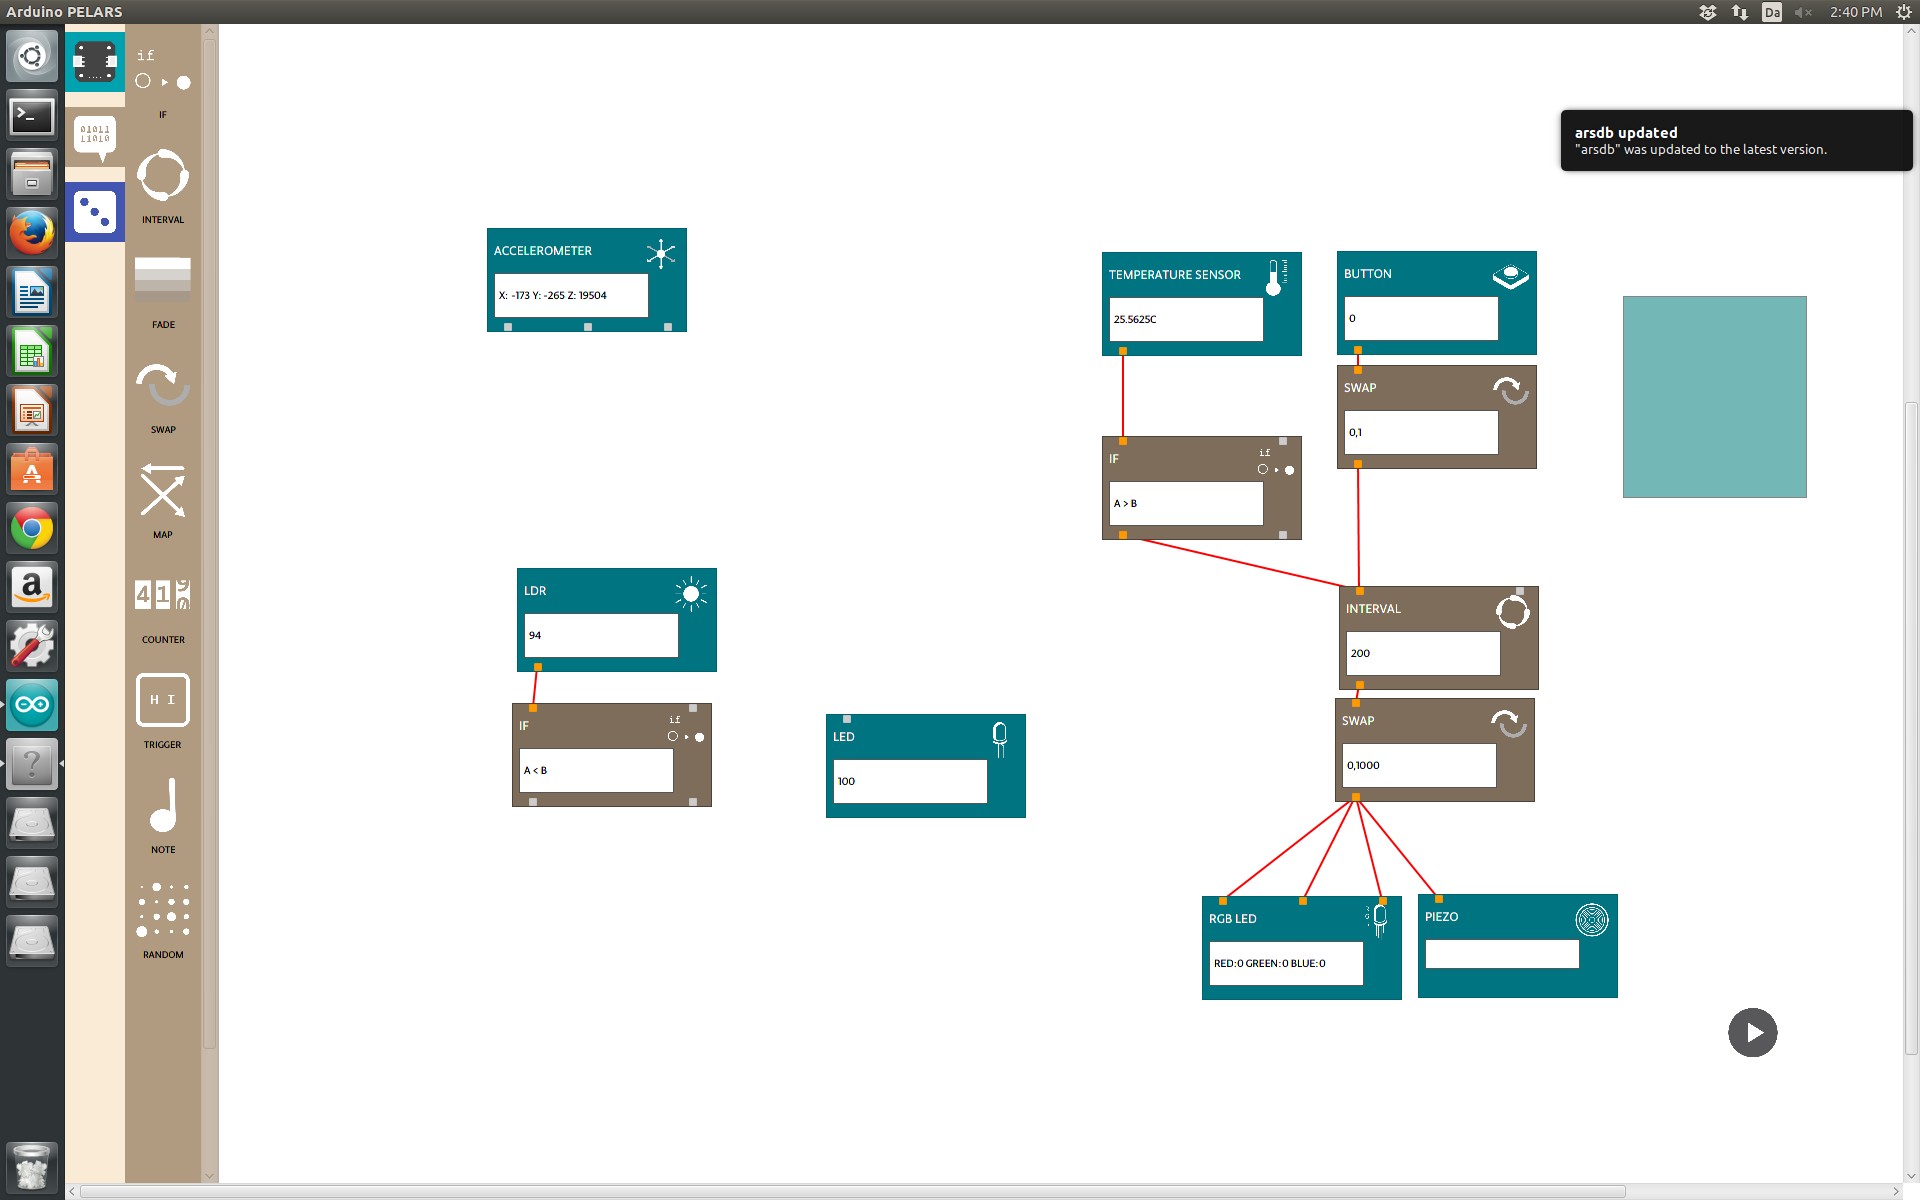 Arduino PELARS
Da
2:40 PM
arsdb updated
"arsdb" was updated to the latest version.
if
IF
01011
11010
INTERVAL
FADE
SWAP
MAP
COUNTER
H I
TRIGGER
NOTE
RANDOM
ACCELEROMETER
X: -173 Y: -265 Z: 19504
TEMPERATURE SENSOR
25.5625C
BUTTON
0
SWAP
0,1
IF
if
A > B
LDR
94
IF
if
A < B
LED
100
INTERVAL
200
SWAP
0,1000
RGB LED
RED:0 GREEN:0 BLUE:0
PIEZO